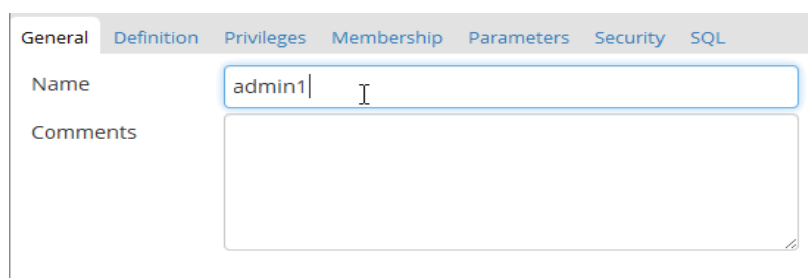 General Definition Privileges Membership Parameters Security SQL
Name admin1
Comments